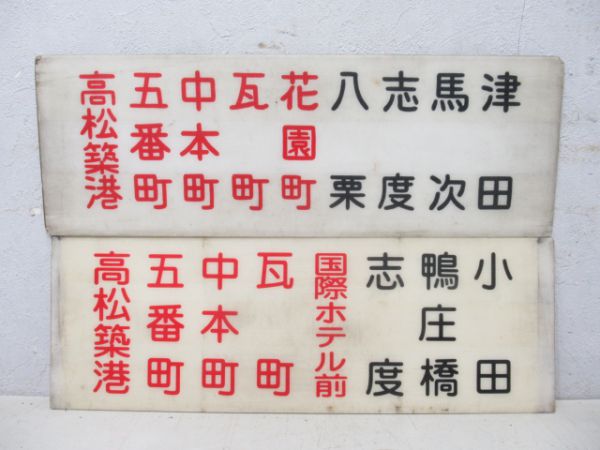 津田
馬次
志度
八栗
花園町
瓦町
中本町
五番町
高松築港
小田
鴨庄橋
志度
国際ホテル前
瓦町
中本町
五番町
高松築港